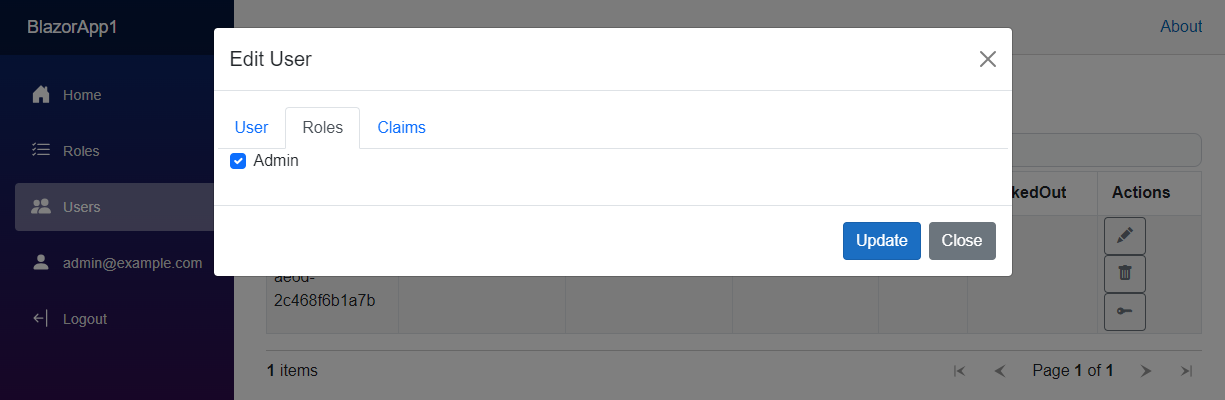 BlazorApp1
About
Edit User
Home
User Roles Claims
Roles
Admin
Users
kedOut Actions
Update Close
admin@example.com
2c468f6b1a7b
Logout
1 items
Page 1 of 1